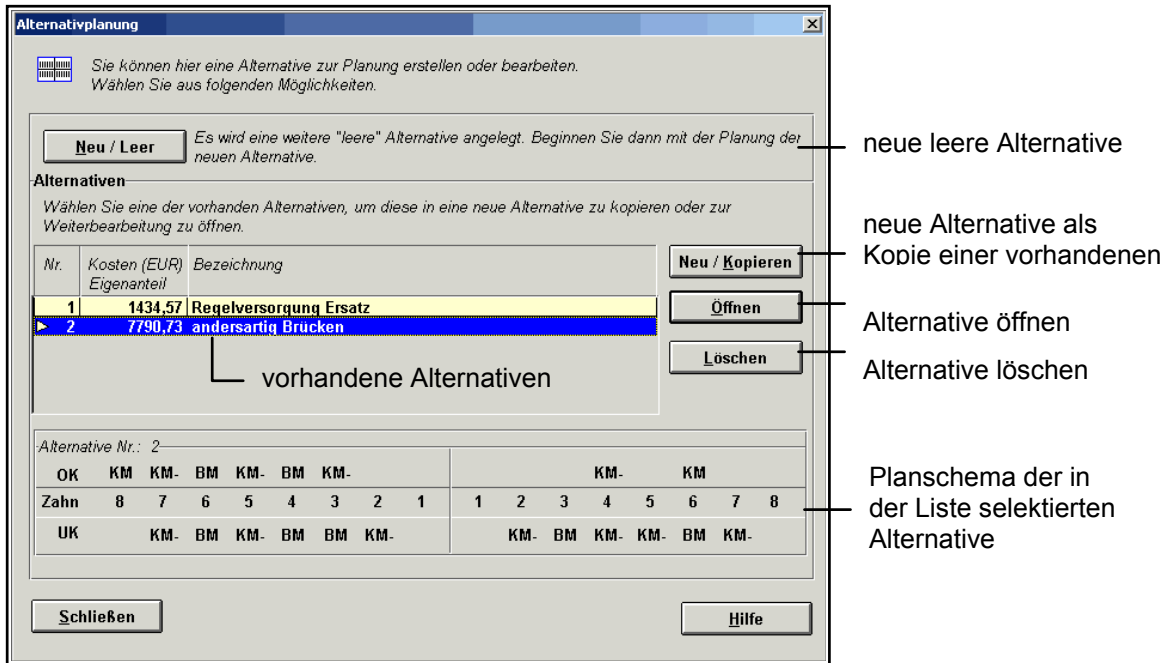 Alternativplanung
Sie können hier eine Alternative zur Planung erstellen oder bearbeiten.
Wählen Sie aus folgenden Möglichkeiten.
Neu / Leer
Es wird eine weitere "leere" Alternative angelegt. Beginnen Sie dann mit der Planung der
neuen Alternative.
neue leere Alternative
Alternativen
Wählen Sie eine der vorhanden Alternativen, um diese in eine neue Alternative zu kopieren oder zur
Weiterbearbeitung zu öffnen.
neue Alternative als
Kopie einer vorhandenen
Nr. Kosten (EUR) Bezeichnung
Eigenanteil
Neu / Kopieren
1 1434,57 Regelversorgung Ersatz
2 7790,73 andersartig Brücken
Öffnen
Alternative öffnen
Löschen
Alternative löschen
vorhandene Alternativen
Alternative Nr.: 2
OK KM KM- BM KM- BM KM- KM- KM
Zahn 8 7 6 5 4 3 2 1 1 2 3 4 5 6 7 8
UK KM- BM KM- BM BM KM- KM- BM KM- KM- BM KM-
Planschema der in
der Liste selektierten
Alternative
Schließen
Hilfe